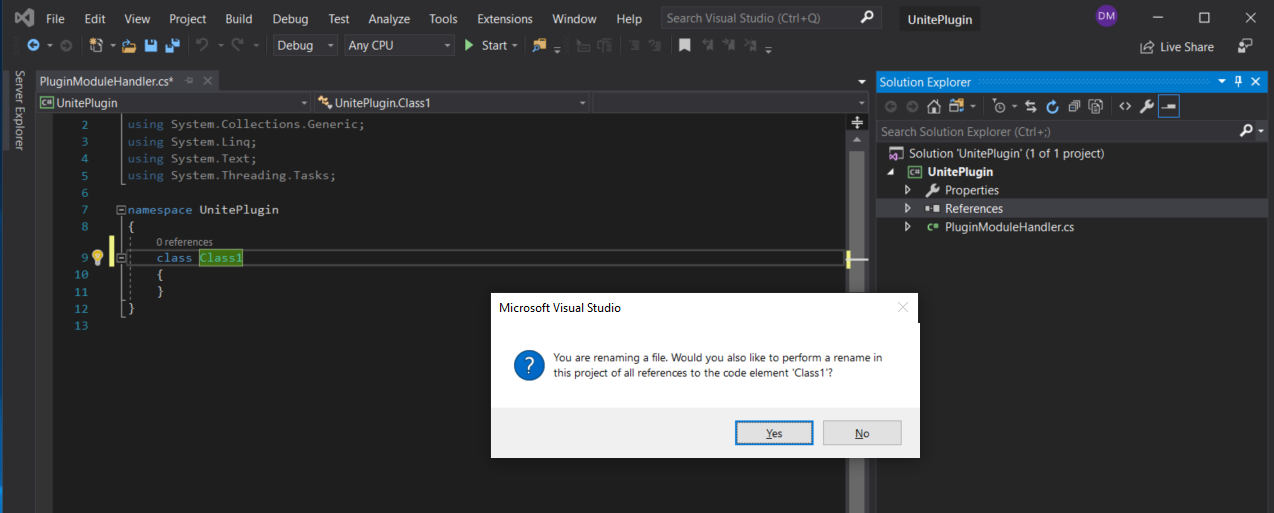 File Edit View Project Build Debug Test Analyze Tools Extensions Window Help Search Visual Studio (Ctrl+Q) UnitePlugin DM
Debug Any CPU Start Live Share
Server Explorer
PluginModuleHandler.cs*
C# UnitePlugin UnitePlugin.Class1
2 using System.Collections.Generic;
3 using System.Linq;
4 using System.Text;
5 using System.Threading.Tasks;
6
7 namespace UnitePlugin
8 {
0 references
9 class Class1
10 {
11 }
12 }
13
Solution Explorer
Search Solution Explorer (Ctrl+;)
Solution 'UnitePlugin' (1 of 1 project)
C# UnitePlugin
Properties
References
C# PluginModuleHandler.cs
Microsoft Visual Studio
You are renaming a file. Would you also like to perform a rename in
this project of all references to the code element 'Class1'?
Yes No